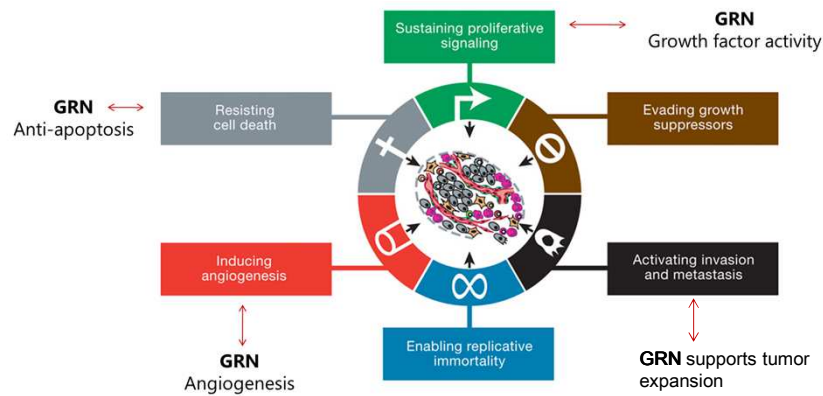 Sustaining proliferative
signaling
GRN
Growth factor activity
GRN
Anti-apoptosis
Resisting
cell death
Evading growth
suppressors
Inducing
angiogenesis
Activating invasion
and metastasis
Enabling replicative
immortality
GRN
Angiogenesis
GRN supports tumor
expansion